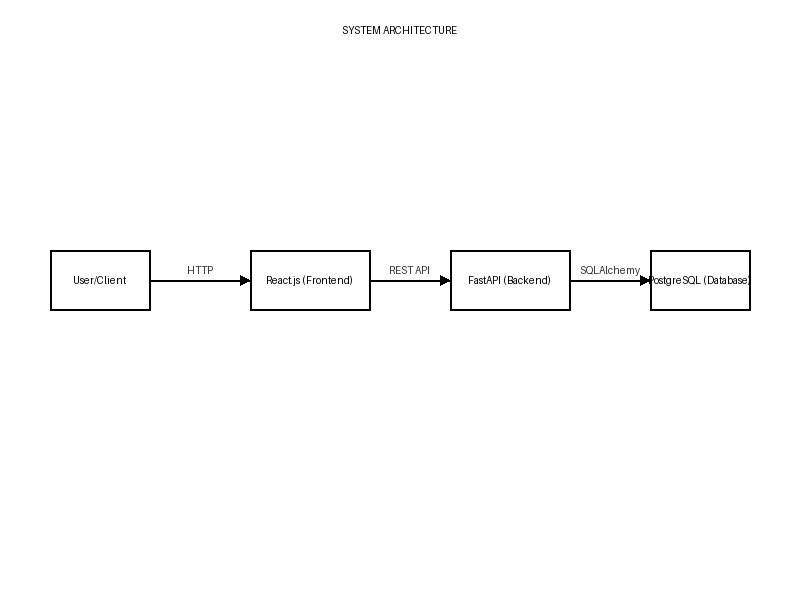 SYSTEM ARCHITECTURE
HTTP
REST API
SQLAlchemy
User/Client
React.js (Frontend)
FastAPI (Backend)
PostgreSQL (Database)